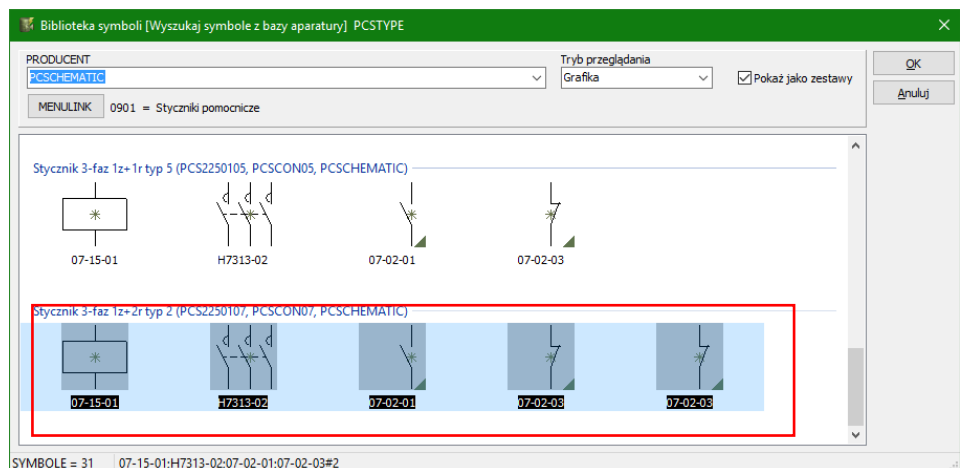 Biblioteka symboli [Wyszukaj symbole z bazy aparatury] PCSTYPE
PRODUCENT
Tryb przeglądania
PCSCHEMATIC
Grafika
Pokaż jako zestawy
OK
Anuluj
MENULINK
0901 = Styczniki pomocnicze
Stycznik 3-faz 1z+1r typ 5 (PCS2250105, PCSCON05, PCSCHEMATIC)
07-15-01 H7313-02 07-02-01 07-02-03
Stycznik 3-faz 1z+2r typ 2 (PCS2250107, PCSCON07, PCSCHEMATIC)
07-15-01 H7313-02 07-02-01 07-02-03 07-02-03
SYMBOLE = 31 07-15-01:H7313-02:07-02-01:07-02-03#2